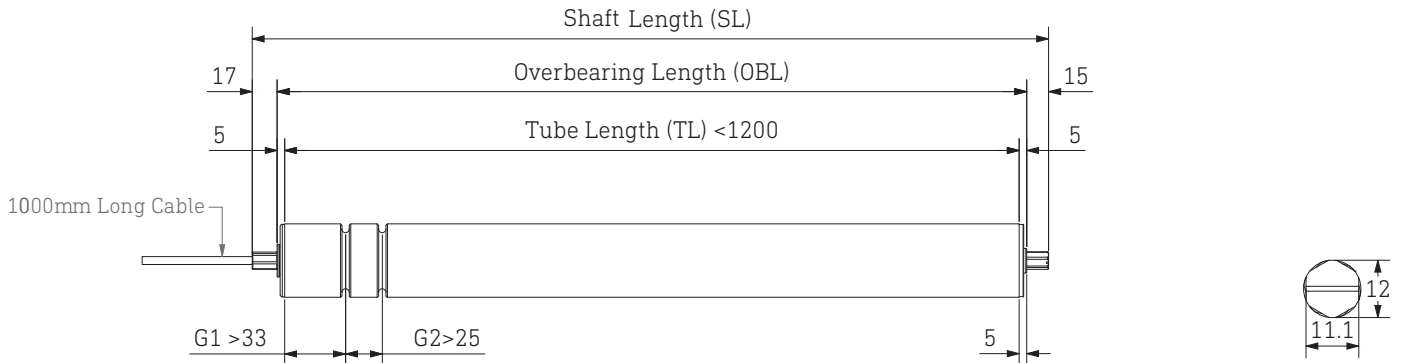 Shaft Length (SL)
17 Overbearing Length (OBL) 15
5 Tube Length (TL) <1200 5
1000mm Long Cable
12
G1 >33 G2>25 5 11.1